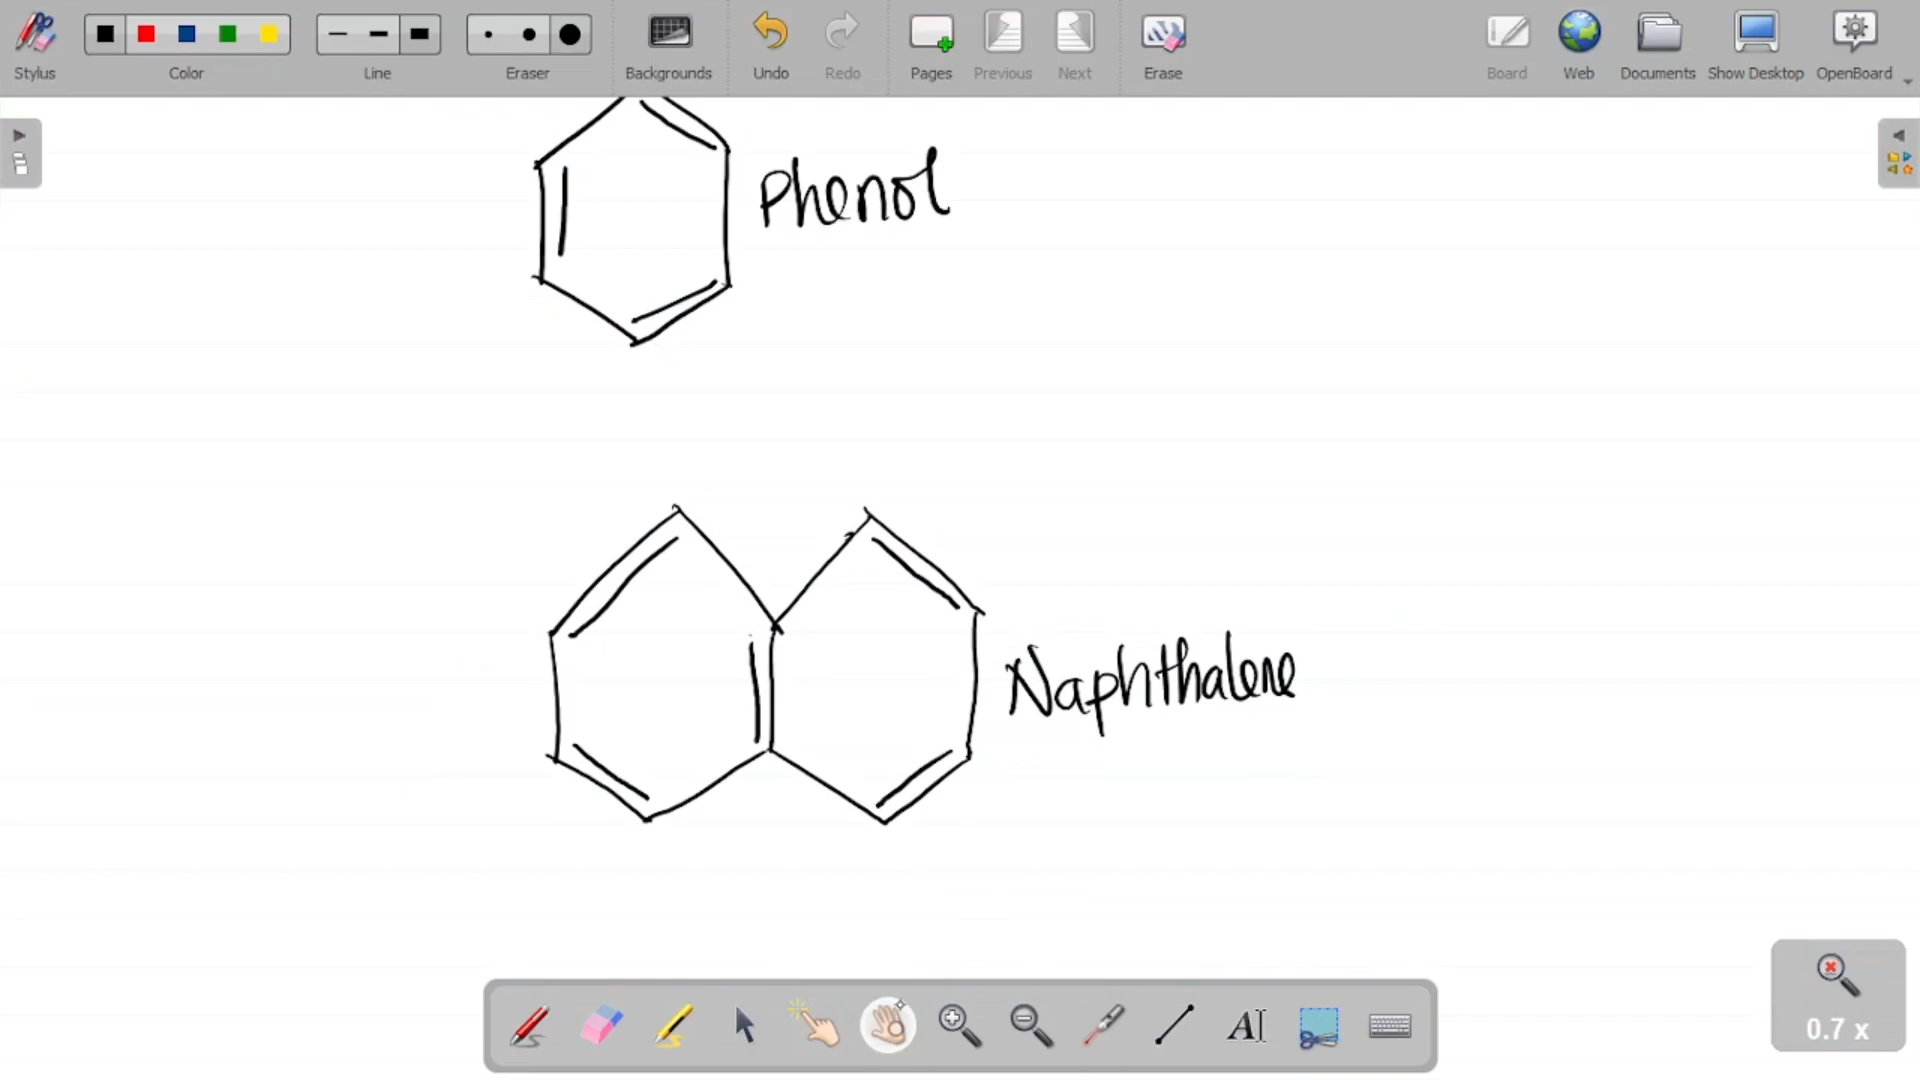 Stylus Color Line Eraser Backgrounds Undo Redo Pages Previous Next Erase Board Web Documents Show Desktop OpenBoard
Phenol
Naphthalene
AI
0.7 x